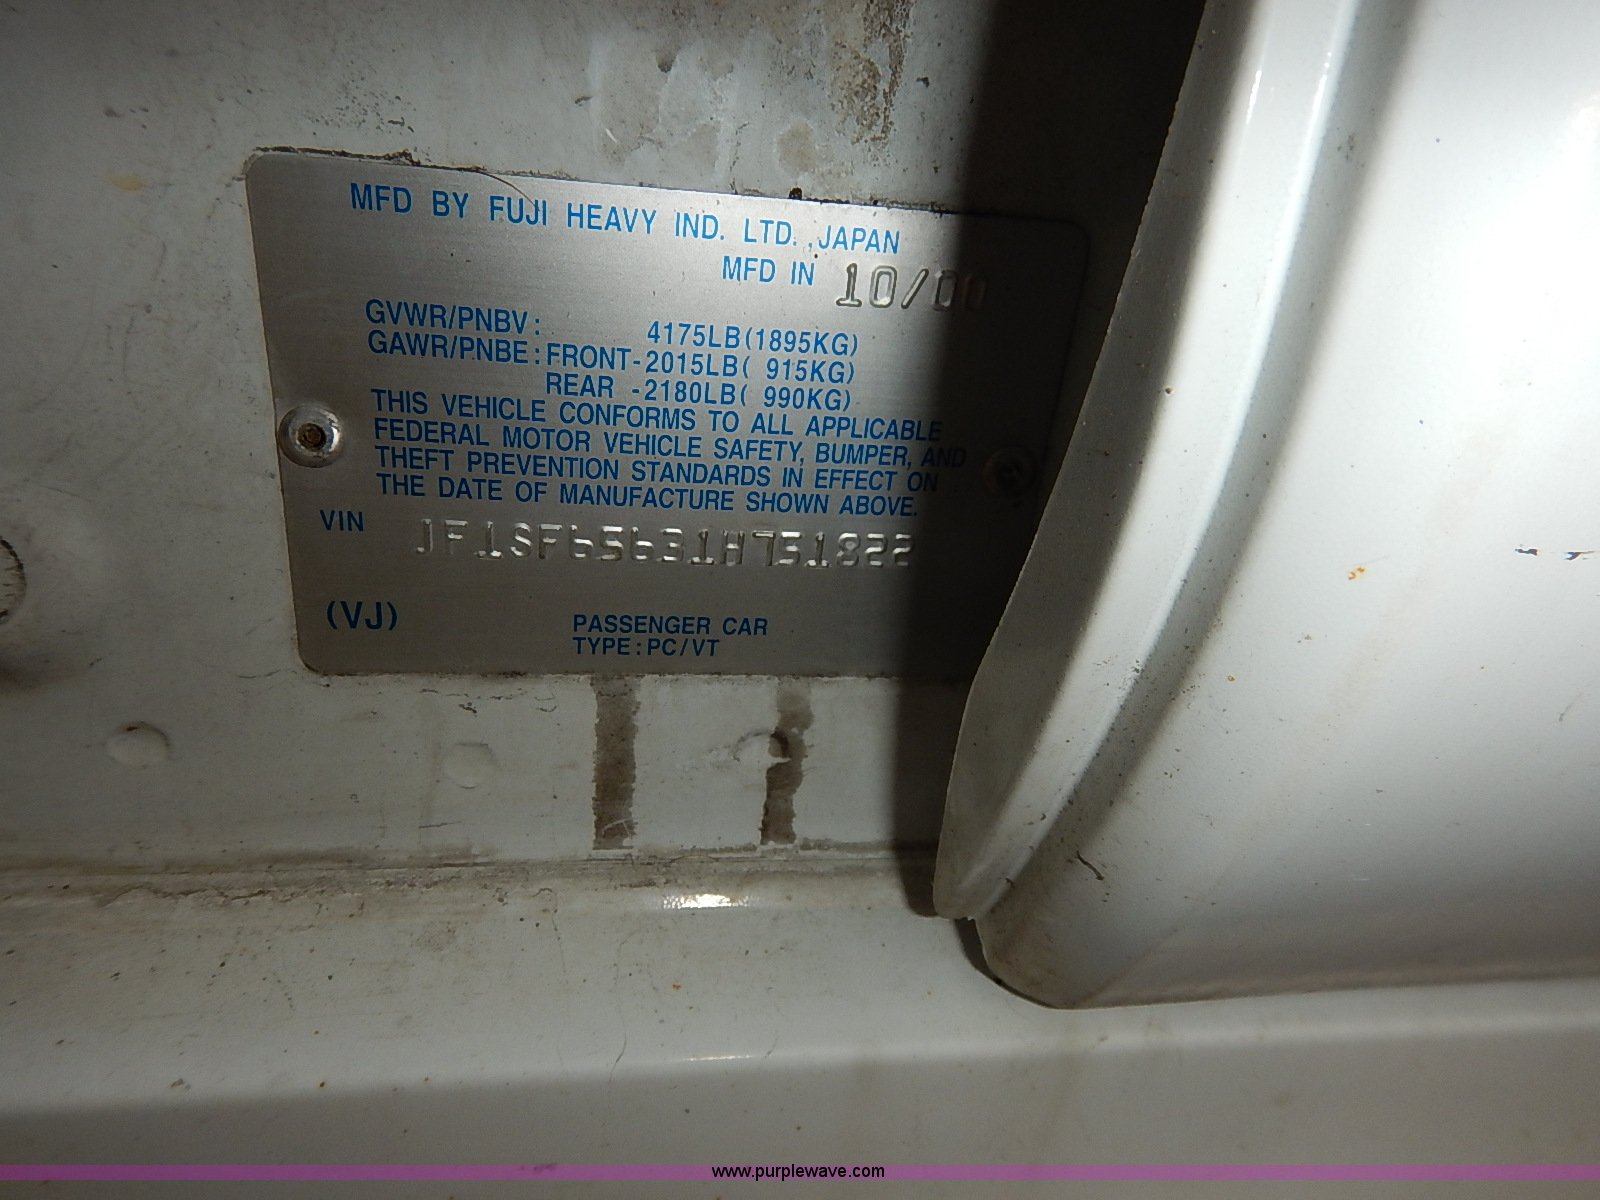 MFD BY FUJI HEAVY IND. LTD., JAPAN
MFD IN 10/00
GVWR/PNBV: 4175LB(1895KG)
GAWR/PNBE: FRONT-2015LB( 915KG)
REAR -2180LB( 990KG)
THIS VEHICLE CONFORMS TO ALL APPLICABLE
FEDERAL MOTOR VEHICLE SAFETY, BUMPER, AND
THEFT PREVENTION STANDARDS IN EFFECT ON
THE DATE OF MANUFACTURE SHOWN ABOVE.
VIN JF1SF65631H751822
(VJ) PASSENGER CAR
TYPE: PC/VT
www.purplewave.com